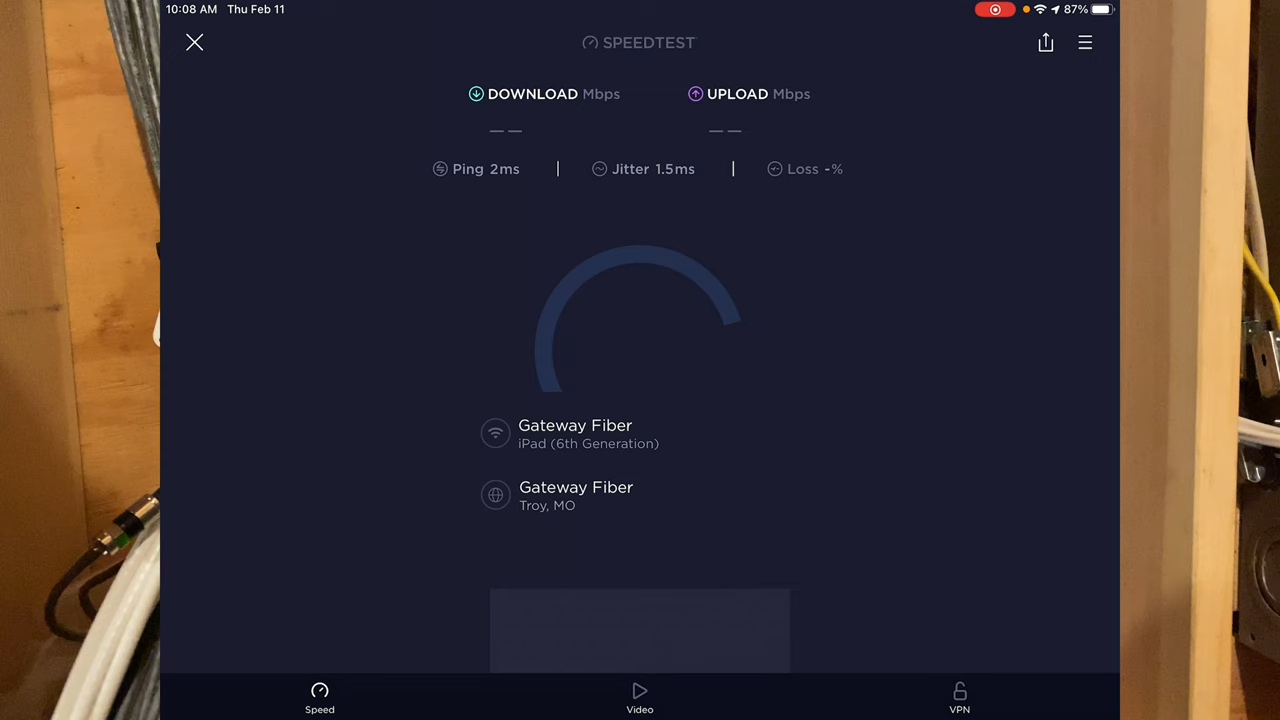 10:08 AM Thu Feb 11
87%
SPEEDTEST
DOWNLOAD Mbps
UPLOAD Mbps
— —
— —
Ping 2ms | Jitter 1.5ms | Loss -%
Gateway Fiber
iPad (6th Generation)
Gateway Fiber
Troy, MO
Speed
Video
VPN